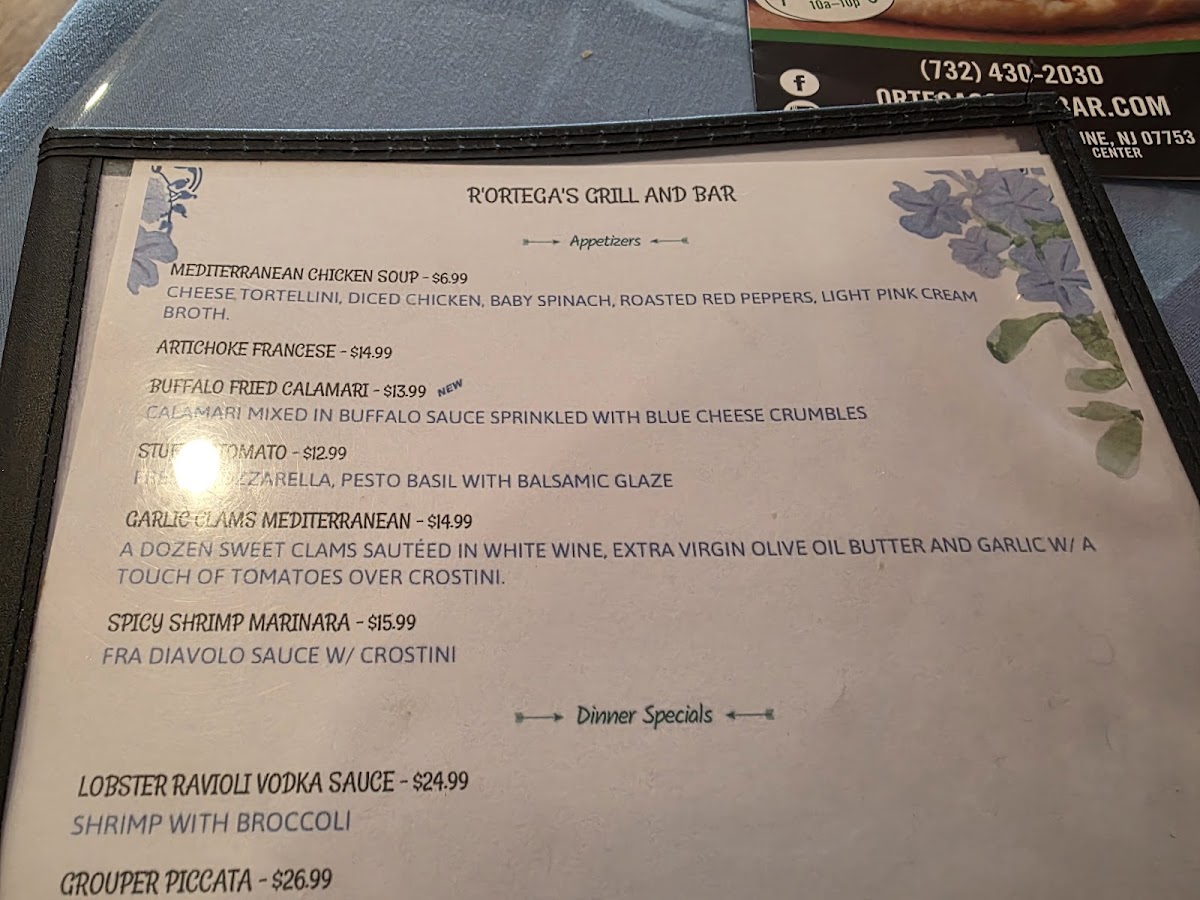 10a–10p
(732) 430-2030
BAR.COM
NJ 07753
CENTER
R'ORTEGA'S GRILL AND BAR
Appetizers
MEDITERRANEAN CHICKEN SOUP - $6.99
CHEESE TORTELLINI, DICED CHICKEN, BABY SPINACH, ROASTED RED PEPPERS, LIGHT PINK CREAM
BROTH.
ARTICHOKE FRANCESE - $14.99
BUFFALO FRIED CALAMARI - $13.99 NEW
CALAMARI MIXED IN BUFFALO SAUCE SPRINKLED WITH BLUE CHEESE CRUMBLES
TOMATO - $12.99
PESTO BASIL WITH BALSAMIC GLAZE
GARLIC CLAMS MEDITERRANEAN - $14.99
A DOZEN SWEET CLAMS SAUTÉED IN WHITE WINE, EXTRA VIRGIN OLIVE OIL BUTTER AND GARLIC W/ A
TOUCH OF TOMATOES OVER CROSTINI.
SPICY SHRIMP MARINARA - $15.99
FRA DIAVOLO SAUCE W/ CROSTINI
Dinner Specials
LOBSTER RAVIOLI VODKA SAUCE - $24.99
SHRIMP WITH BROCCOLI
GROUPER PICCATA - $26.99